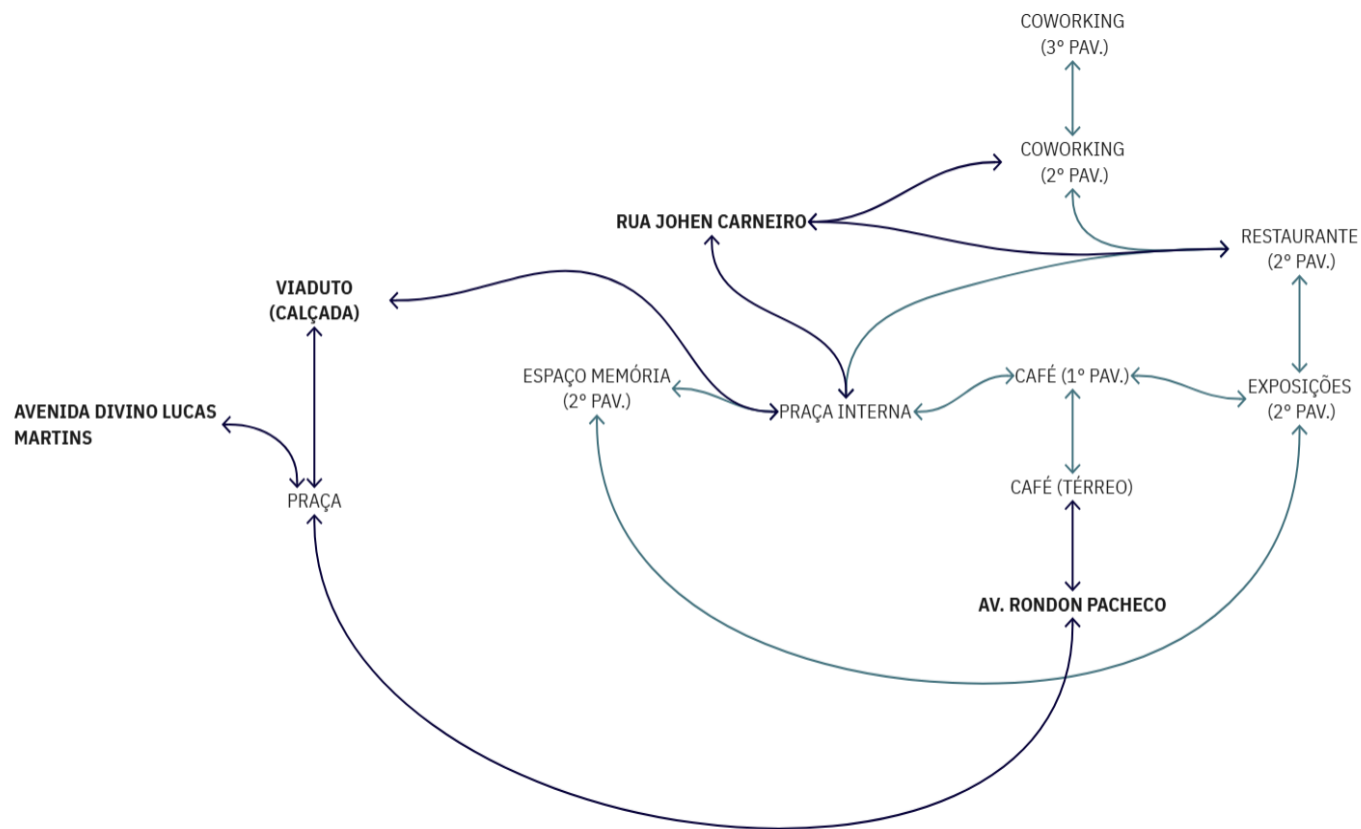 COWORKING
(3° PAV.)
COWORKING
(2° PAV.)
RUA JOHEN CARNEIRO
RESTAURANTE
(2° PAV.)
VIADUTO
(CALÇADA)
ESPAÇO MEMÓRIA
(2° PAV.)
CAFÉ (1° PAV.)
EXPOSIÇÕES
(2° PAV.)
AVENIDA DIVINO LUCAS
MARTINS
PRAÇA INTERNA
CAFÉ (TÉRREO)
PRAÇA
AV. RONDON PACHECO